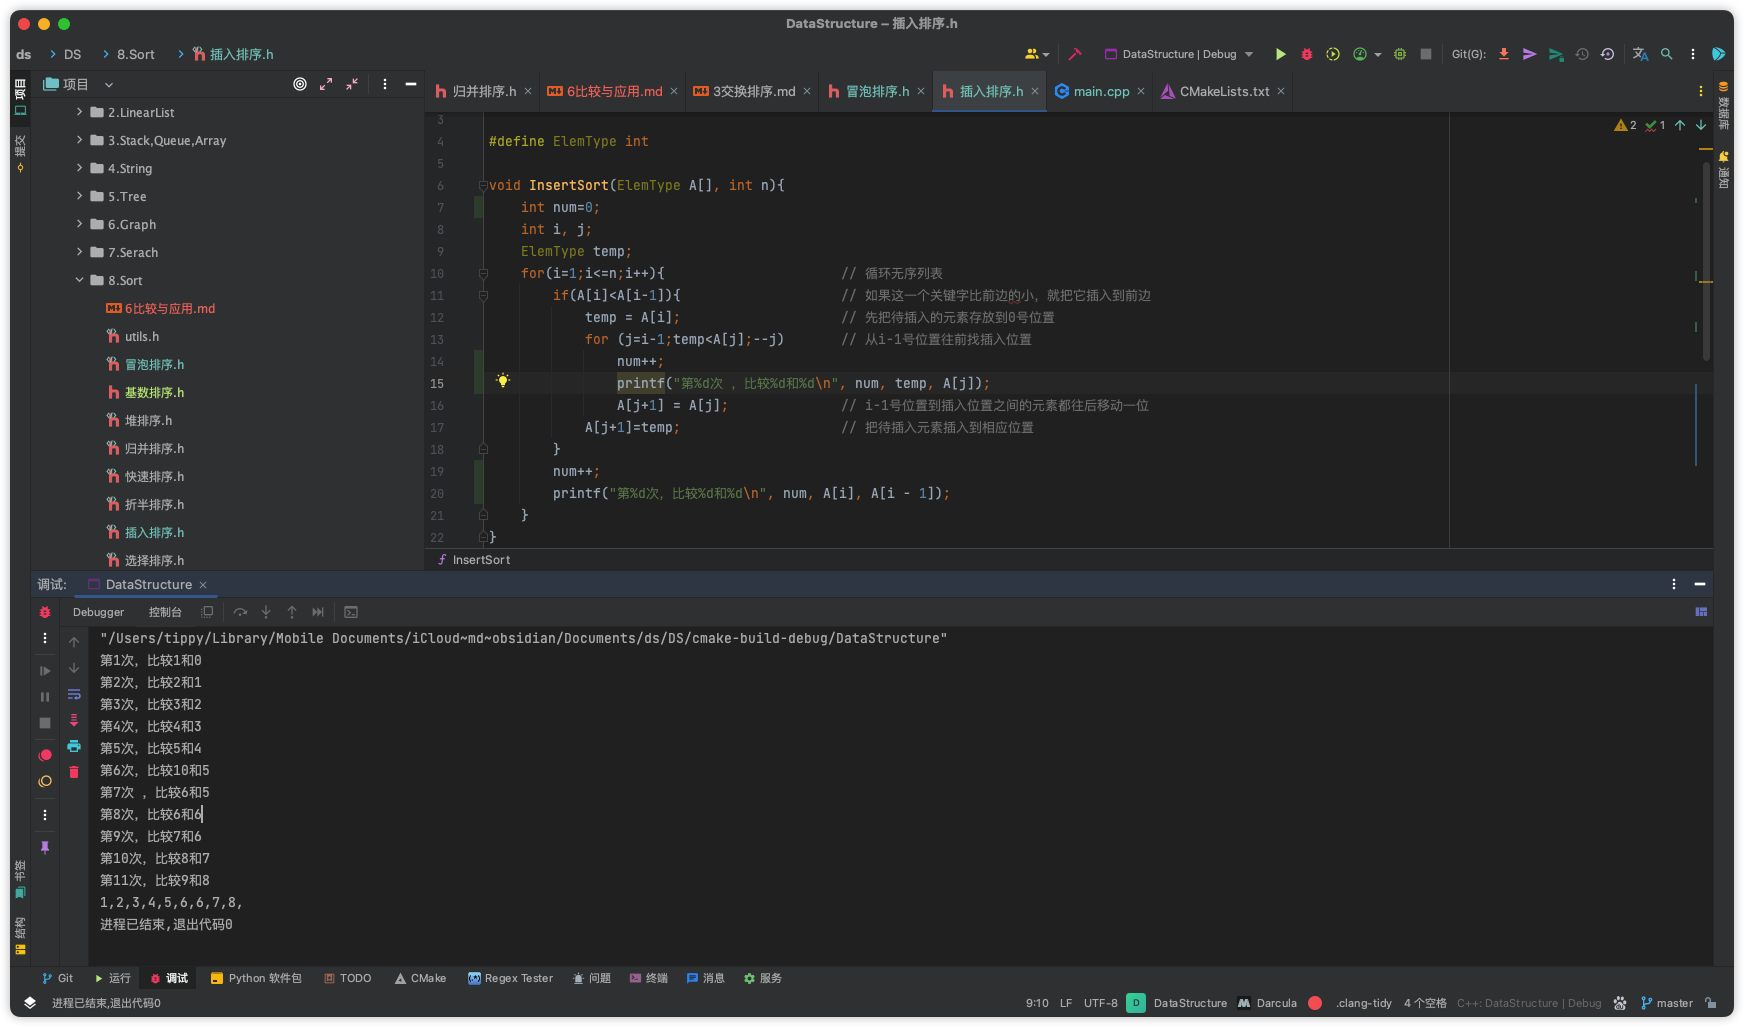 DataStructure – 插入排序.h
ds
DS
8.Sort
插入排序.h
DataStructure | Debug
Git(G):
项目
提交
书签
结构
项目
2.LinearList
3.Stack,Queue,Array
4.String
5.Tree
6.Graph
7.Serach
8.Sort
6比较与应用.md
utils.h
冒泡排序.h
基数排序.h
堆排序.h
归并排序.h
快速排序.h
折半排序.h
插入排序.h
选择排序.h
归并排序.h
6比较与应用.md
3交换排序.md
冒泡排序.h
插入排序.h
main.cpp
CMakeLists.txt
2
1
数据库
通知
3
4 #define ElemType int
5
6 void InsertSort(ElemType A[], int n){
7 int num=0;
8 int i, j;
9 ElemType temp;
10 for(i=1;i<=n;i++){ // 循环无序列表
11 if(A[i]<A[i-1]){ // 如果这一个关键字比前边的小，就把它插入到前边
12 temp = A[i]; // 先把待插入的元素存放到0号位置
13 for (j=i-1;temp<A[j];--j) // 从i-1号位置往前找插入位置
14 num++;
15 printf("第%d次 ，比较%d和%d\n", num, temp, A[j]);
16 A[j+1] = A[j]; // i-1号位置到插入位置之间的元素都往后移动一位
17 A[j+1]=temp; // 把待插入元素插入到相应位置
18 }
19 num++;
20 printf("第%d次，比较%d和%d\n", num, A[i], A[i - 1]);
21 }
22 }
InsertSort
调试:
DataStructure
Debugger
控制台
"/Users/tippy/Library/Mobile Documents/iCloud~md~obsidian/Documents/ds/DS/cmake-build-debug/DataStructure"
第1次，比较1和0
第2次，比较2和1
第3次，比较3和2
第4次，比较4和3
第5次，比较5和4
第6次，比较10和5
第7次 ，比较6和5
第8次，比较6和6
第9次，比较7和6
第10次，比较8和7
第11次，比较9和8
1,2,3,4,5,6,6,7,8,
进程已结束,退出代码0
Git
运行
调试
Python 软件包
TODO
CMake
Regex Tester
问题
终端
消息
服务
进程已结束,退出代码0
9:10
LF
UTF-8
D
DataStructure
Darcula
.clang-tidy
4 个空格
C++: DataStructure | Debug
master